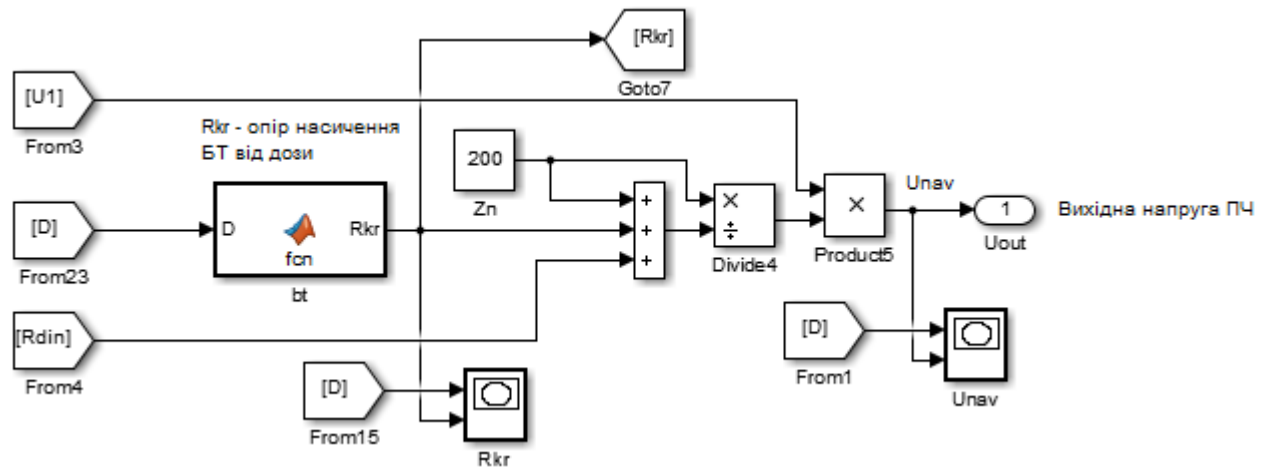 [Rkr]
Goto7
[U1]
From3
Rkr - опір насичення
БТ від дози
200
Zn
[D]
From23
D
Rkr
fcn
bt
+
+
+
×
÷
Divide4
×
Product5
Unav
1
Uout
Вихідна напруга ПЧ
[Rdin]
From4
[D]
From15
Rkr
[D]
From1
Unav